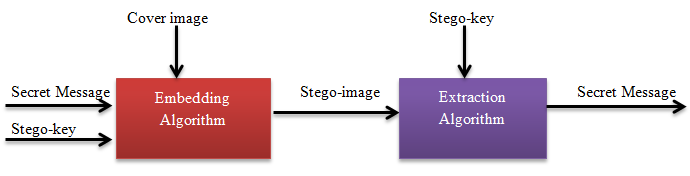 Cover image
Stego-key
Secret Message
Embedding
Algorithm
Stego-image
Extraction
Algorithm
Secret Message
Stego-key